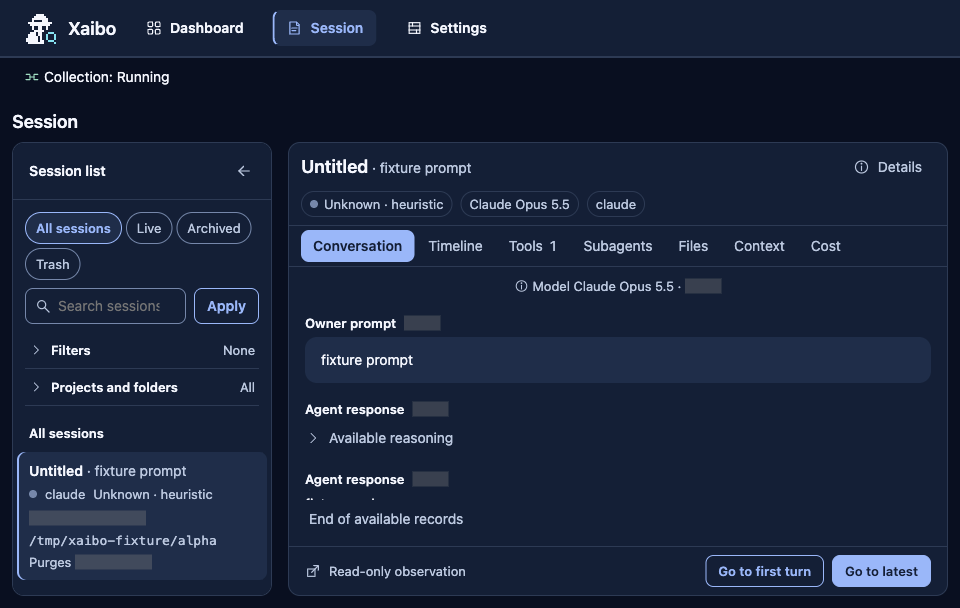 Xaibo
Dashboard
Session
Settings
Collection: Running
Session
Session list
All sessions
Live
Archived
Trash
Search sessions
Apply
Filters
None
Projects and folders
All
All sessions
Untitled · fixture prompt
claude Unknown · heuristic
/tmp/xaibo-fixture/alpha
Purges
Untitled · fixture prompt
Details
Unknown · heuristic
Claude Opus 5.5
claude
Conversation
Timeline
Tools 1
Subagents
Files
Context
Cost
Model Claude Opus 5.5 ·
Owner prompt
fixture prompt
Agent response
Available reasoning
Agent response
End of available records
Read-only observation
Go to first turn
Go to latest